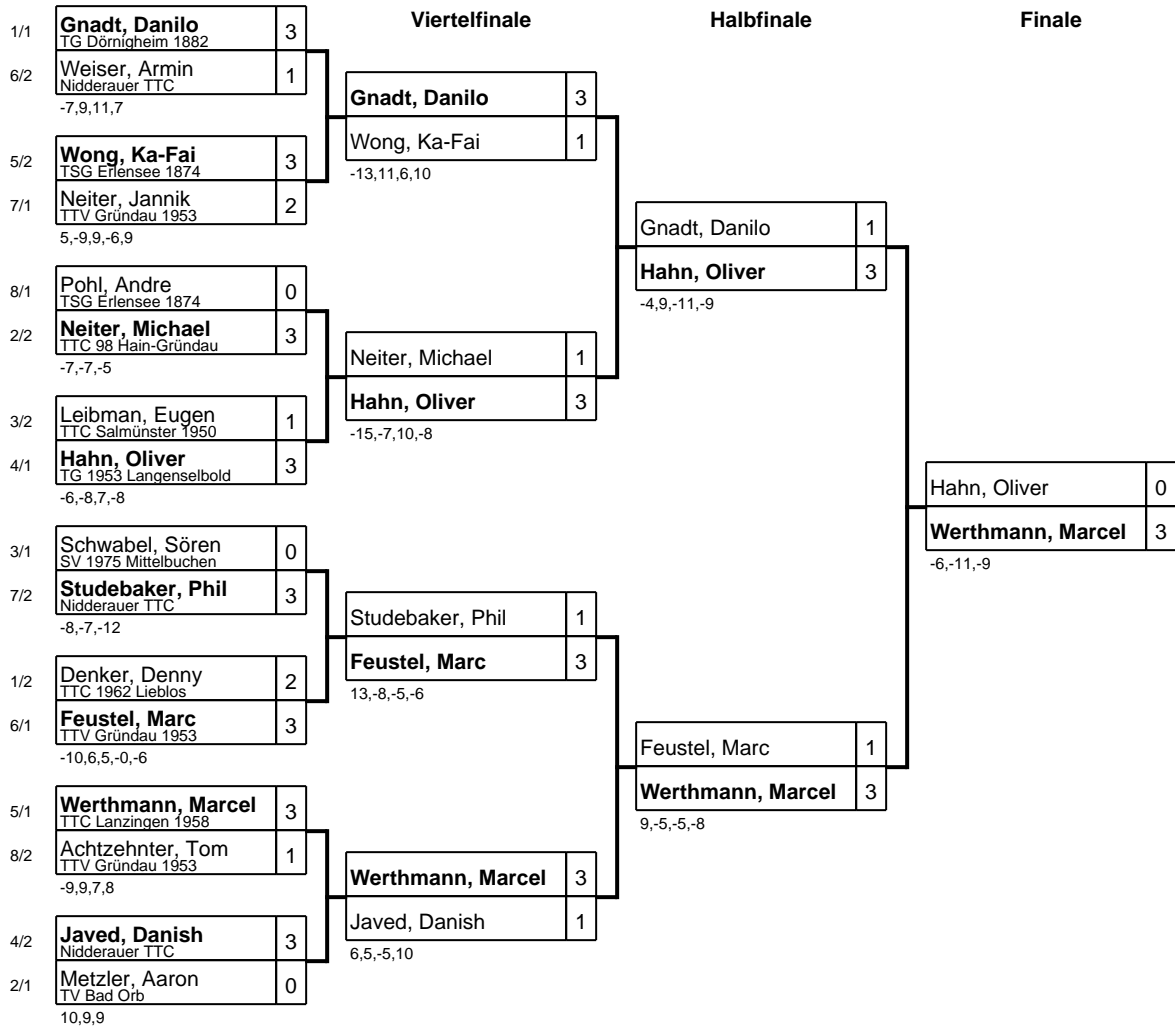 Viertelfinale
Halbfinale
Finale
1/1 Gnadt, Danilo 3
TG Dörnigheim 1882
6/2 Weiser, Armin 1
Nidderauer TTC
-7,9,11,7
5/2 Wong, Ka-Fai 3
TSG Erlensee 1874
7/1 Neiter, Jannik 2
TTV Gründau 1953
5,-9,9,-6,9
8/1 Pohl, Andre 0
TSG Erlensee 1874
2/2 Neiter, Michael 3
TTC 98 Hain-Gründau
-7,-7,-5
3/2 Leibman, Eugen 1
TTC Salmünster 1950
4/1 Hahn, Oliver 3
TG 1953 Langenselbold
-6,-8,7,-8
3/1 Schwabel, Sören 0
SV 1975 Mittelbuchen
7/2 Studebaker, Phil 3
Nidderauer TTC
-8,-7,-12
1/2 Denker, Denny 2
TTC 1962 Lieblos
6/1 Feustel, Marc 3
TTV Gründau 1953
-10,6,5,-0,-6
5/1 Werthmann, Marcel 3
TTC Lanzingen 1958
8/2 Achtzehnter, Tom 1
TTV Gründau 1953
-9,9,7,8
4/2 Javed, Danish 3
Nidderauer TTC
2/1 Metzler, Aaron 0
TV Bad Orb
10,9,9
Gnadt, Danilo 3
Wong, Ka-Fai 1
-13,11,6,10
Neiter, Michael 1
Hahn, Oliver 3
-15,-7,10,-8
Studebaker, Phil 1
Feustel, Marc 3
13,-8,-5,-6
Werthmann, Marcel 3
Javed, Danish 1
6,5,-5,10
Gnadt, Danilo 1
Hahn, Oliver 3
-4,9,-11,-9
Feustel, Marc 1
Werthmann, Marcel 3
9,-5,-5,-8
Hahn, Oliver 0
Werthmann, Marcel 3
-6,-11,-9